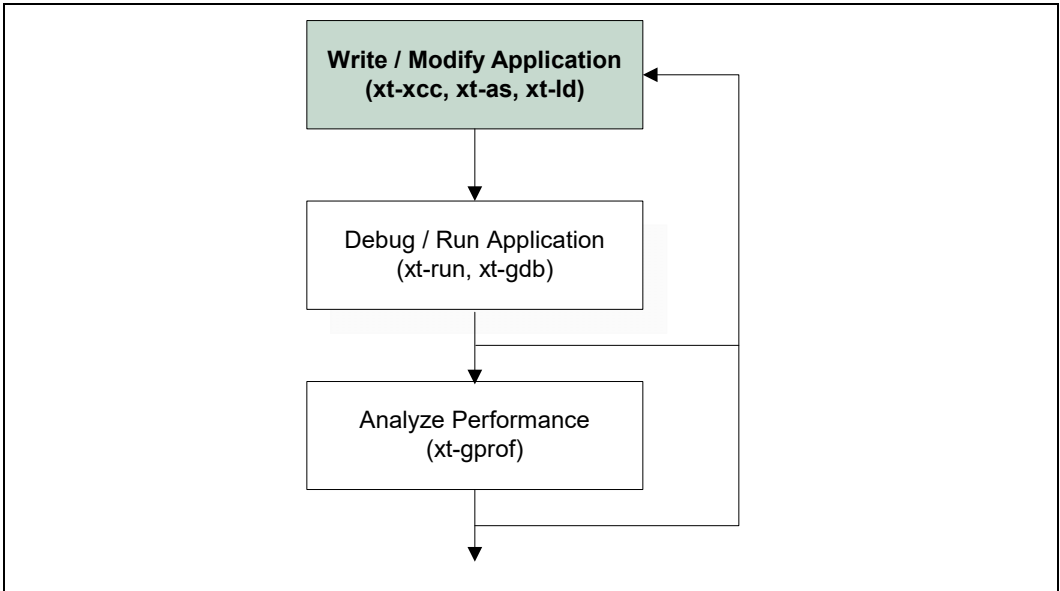 Write / Modify Application
(xt-xcc, xt-as, xt-ld)
Debug / Run Application
(xt-run, xt-gdb)
Analyze Performance
(xt-gprof)